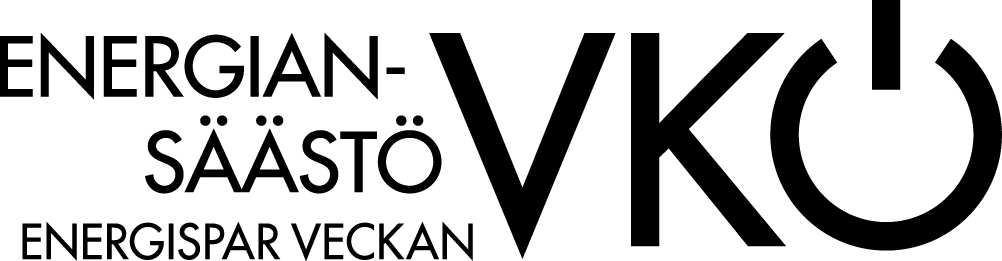 ENERGIAN-
SÄÄSTÖ
VKO
ENERGISPAR VECKAN